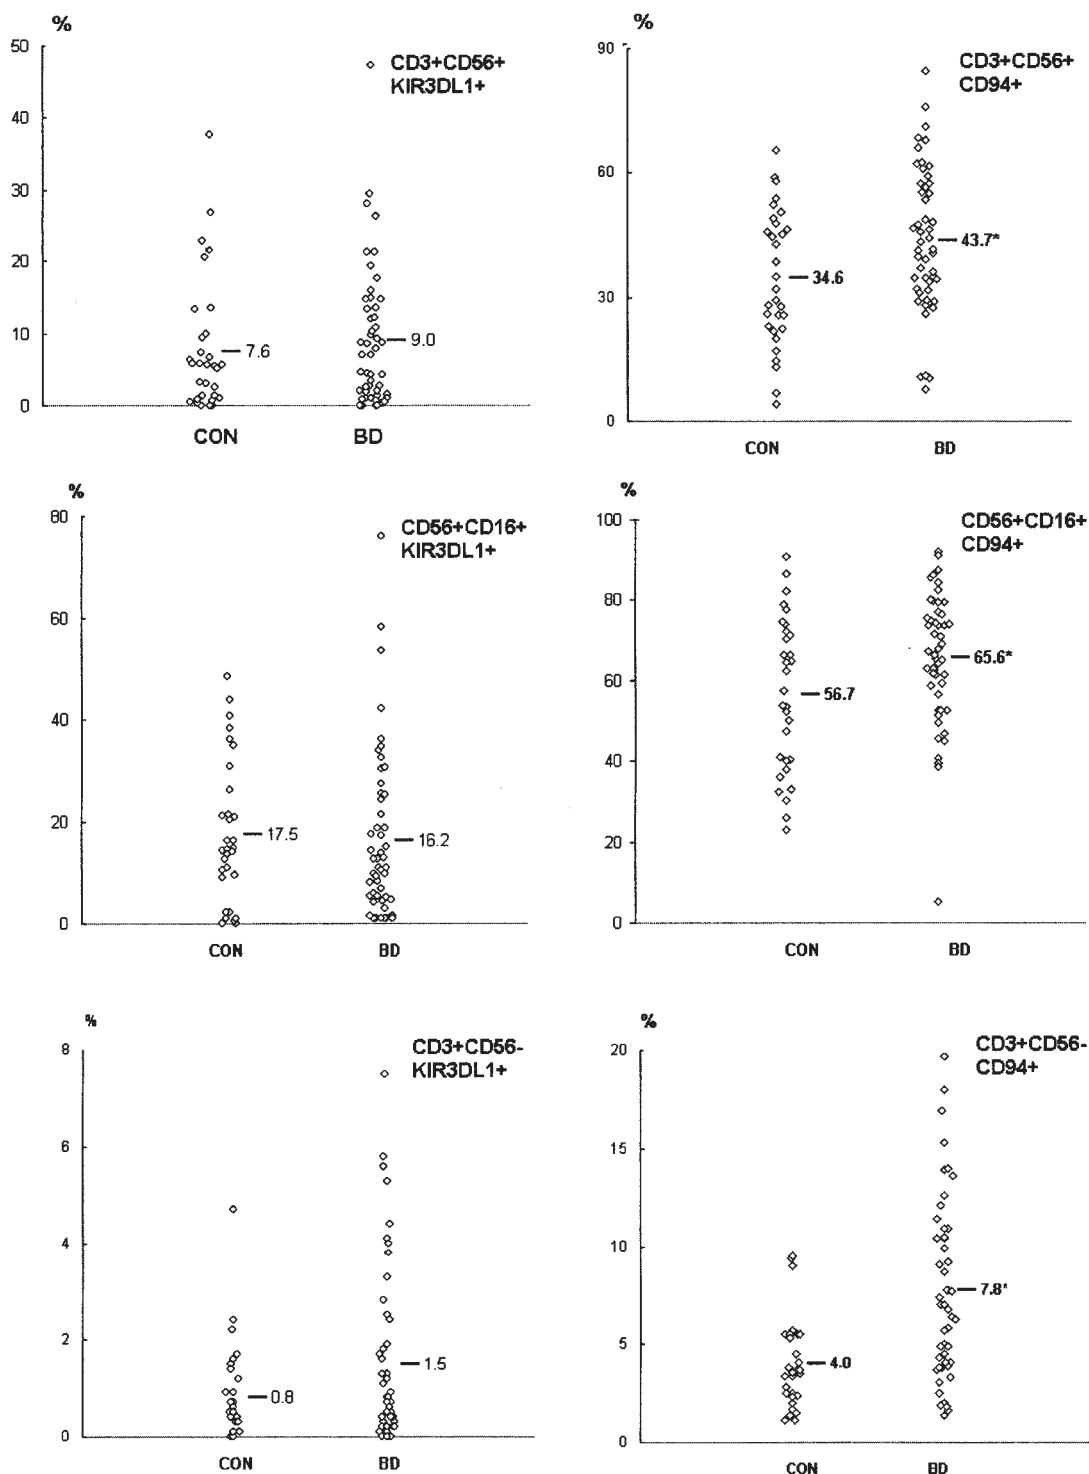 %
50
CD3+CD56+
KIR3DL1+
40
30
20
10
7.6
9.0
0
CON BD
%
90
CD3+CD56+
CD94+
60
43.7*
34.6
30
0
CON BD
%
80
CD56+CD16+
KIR3DL1+
60
40
20
17.5
16.2
0
CON BD
%
100
CD56+CD16+
CD94+
80
65.6*
60
56.7
40
20
0
CON BD
%
8
CD3+CD56-
KIR3DL1+
6
4
2
1.5
0.8
0
CON BD
%
20
CD3+CD56-
CD94+
15
10
7.8*
5
4.0
0
CON BD